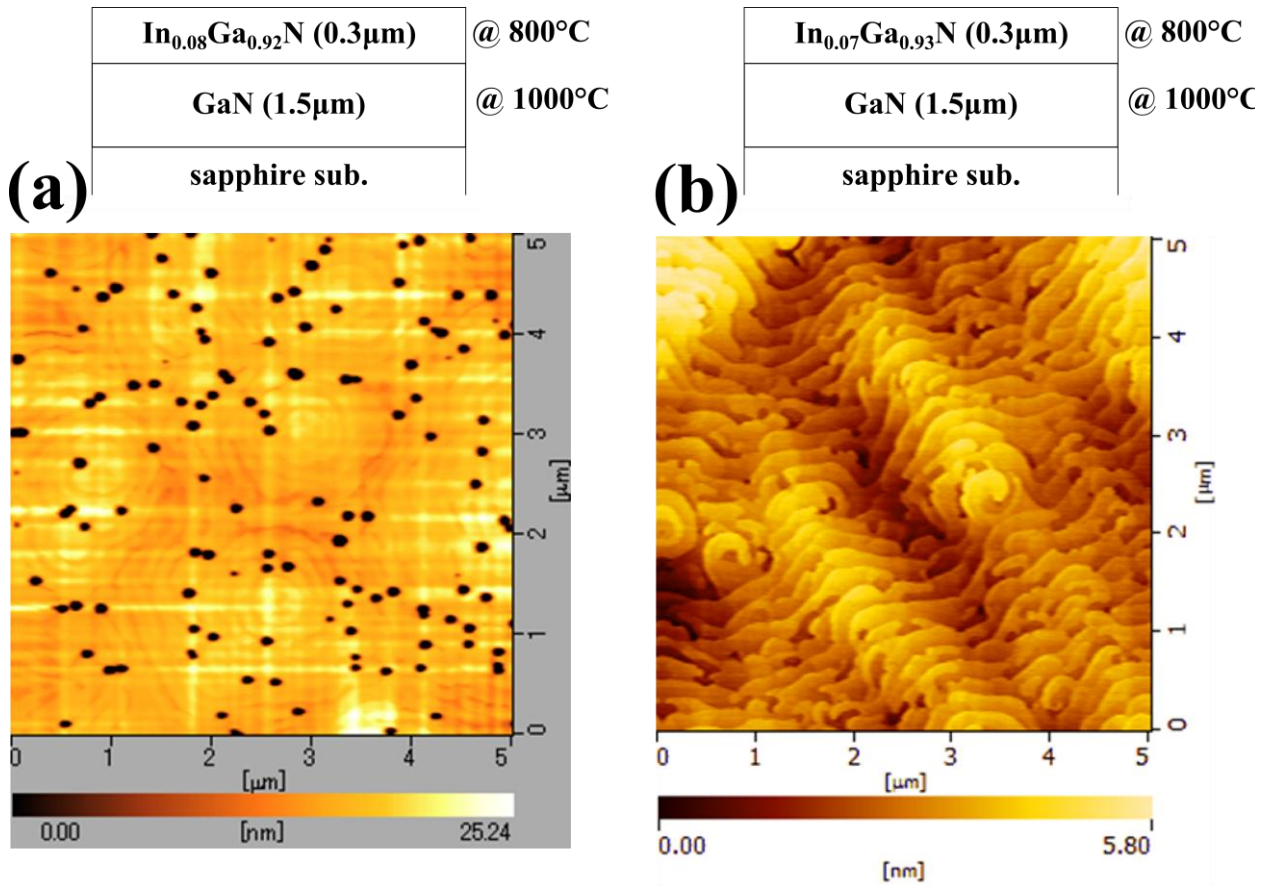 In0.08Ga0.92N (0.3μm) @ 800°C
GaN (1.5μm) @ 1000°C
sapphire sub.
(a)
5
4
3
[μm]
2
1
0
0 1 2 3 4 5
[μm]
0.00 [nm] 25.24
In0.07Ga0.93N (0.3μm) @ 800°C
GaN (1.5μm) @ 1000°C
sapphire sub.
(b)
5
4
3
[μm]
2
1
0
0 1 2 3 4 5
[μm]
0.00 5.80
[nm]